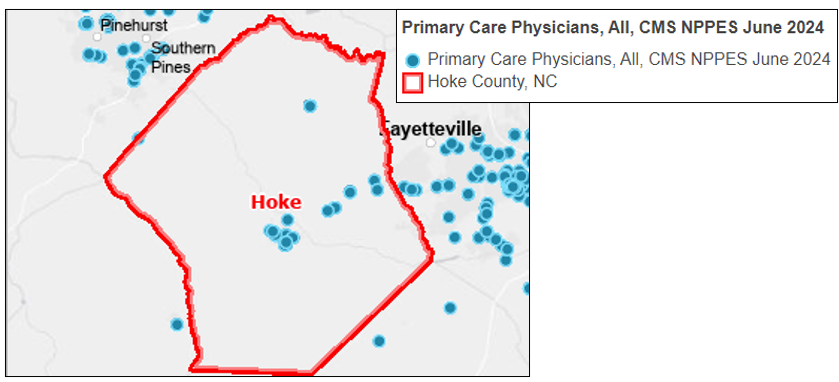 Pinehurst
Southern
Pines
Fayetteville
Hoke
Primary Care Physicians, All, CMS NPPES June 2024
Primary Care Physicians, All, CMS NPPES June 2024
Hoke County, NC